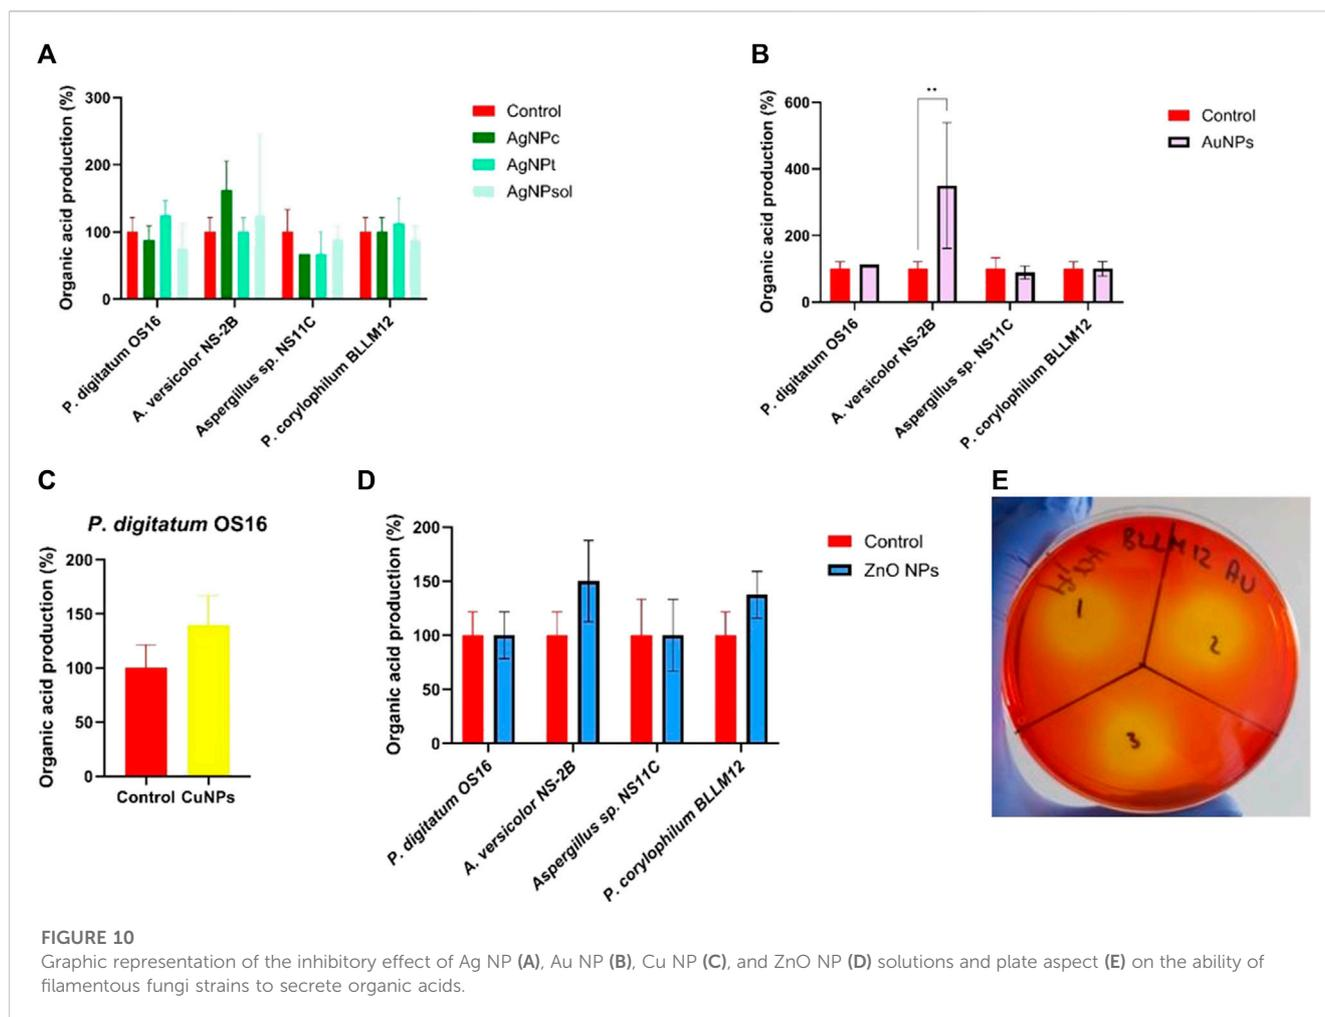 A
Organic acid production (%)
300
200
100
0
P. digitatum OS16
A. versicolor NS-2B
Aspergillus sp. NS11C
P. corylophilum BLLM12
Control
AgNPc
AgNPt
AgNPsol
B
Organic acid production (%)
600
400
200
0
**
P. digitatum OS16
A. versicolor NS-2B
Aspergillus sp. NS11C
P. corylophilum BLLM12
Control
AuNPs
C
P. digitatum OS16
Organic acid production (%)
200
150
100
50
0
Control CuNPs
D
Organic acid production (%)
200
150
100
50
0
P. digitatum OS16
A. versicolor NS-2B
Aspergillus sp. NS11C
P. corylophilum BLLM12
Control
ZnO NPs
E
BLLM12 AU
1
2
3
FIGURE 10
Graphic representation of the inhibitory effect of Ag NP (A), Au NP (B), Cu NP (C), and ZnO NP (D) solutions and plate aspect (E) on the ability of
filamentous fungi strains to secrete organic acids.